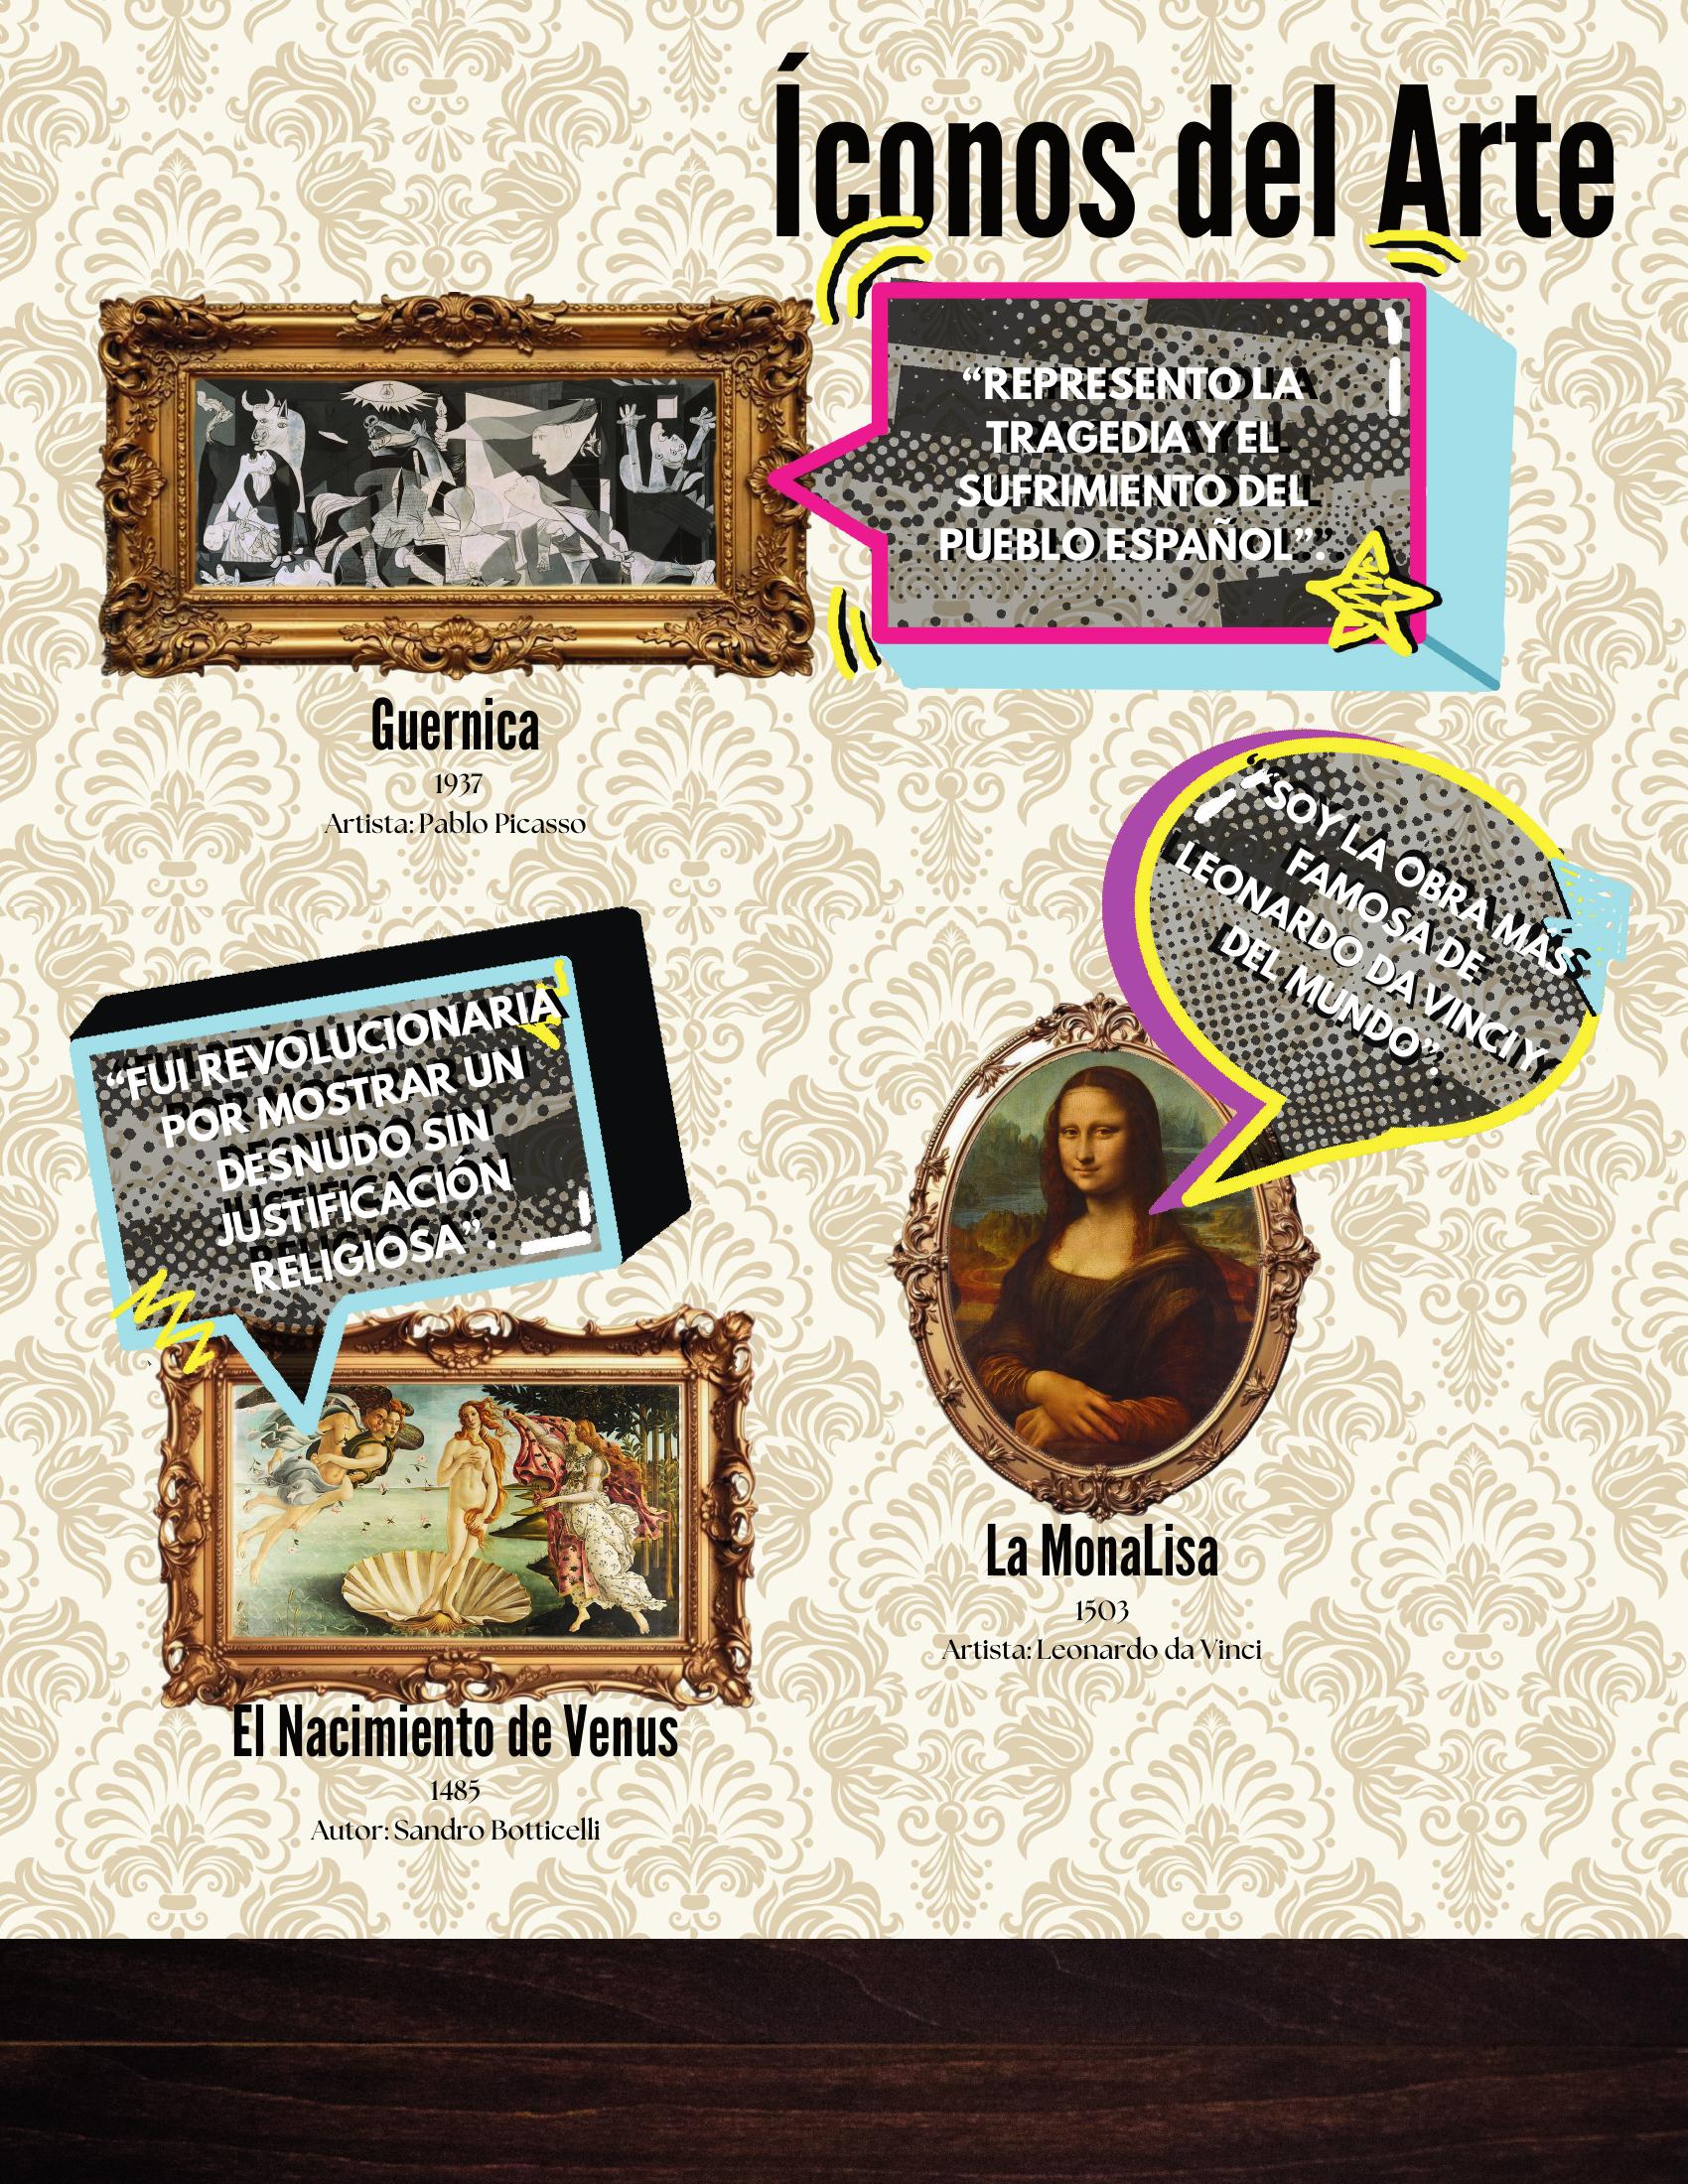 Íconos del Arte
“REPRESENTO LA
TRAGEDIA Y EL
SUFRIMIENTO DEL
PUEBLO ESPAÑOL”.
Guernica
1937
Artista: Pablo Picasso
“SOY LA OBRA MÁS
FAMOSA DE
LEONARDO DA VINCI Y
DEL MUNDO”.
“FUI REVOLUCIONARIA
POR MOSTRAR UN
DESNUDO SIN
JUSTIFICACIÓN
RELIGIOSA”.
La MonaLisa
1503
Artista: Leonardo da Vinci
El Nacimiento de Venus
1485
Autor: Sandro Botticelli